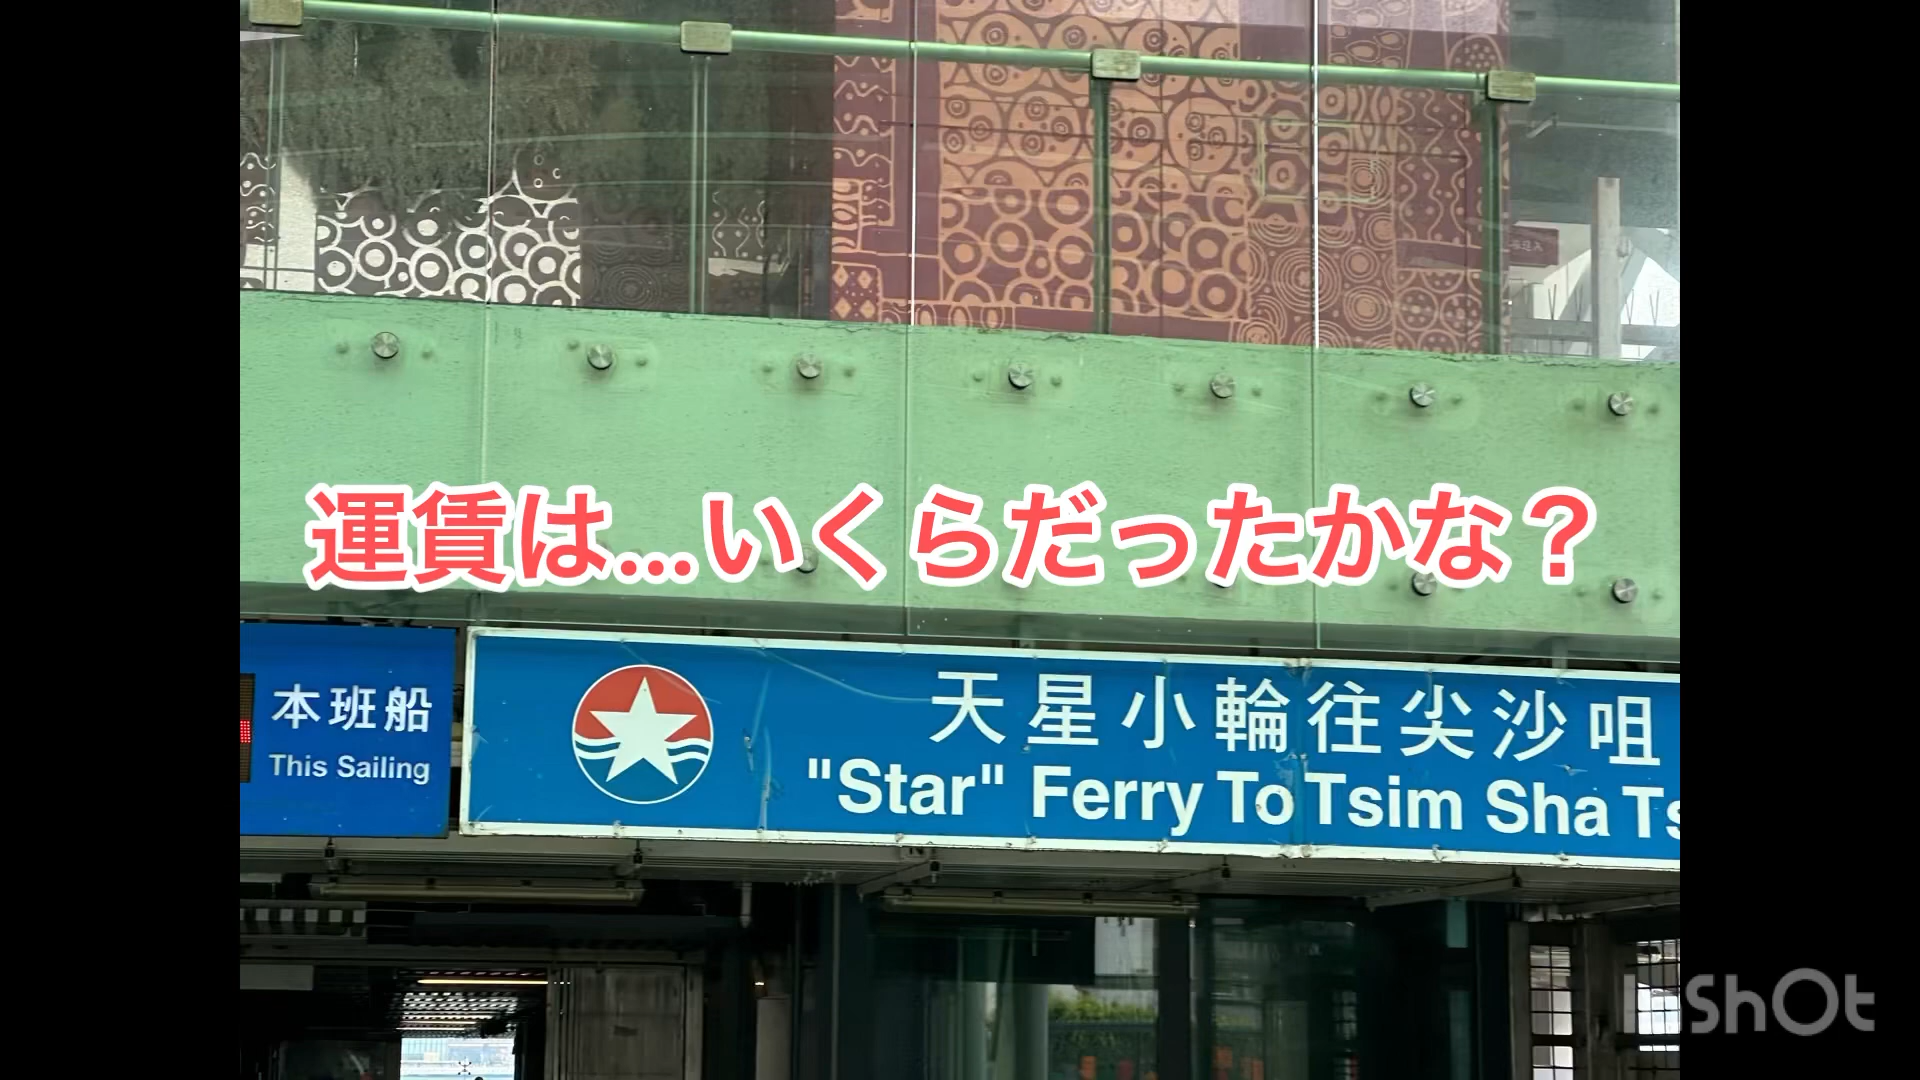 運賃は...いくらだったかな？
本班船
This Sailing
天星小輪往尖沙咀
"Star" Ferry To Tsim Sha Ts
InShOt